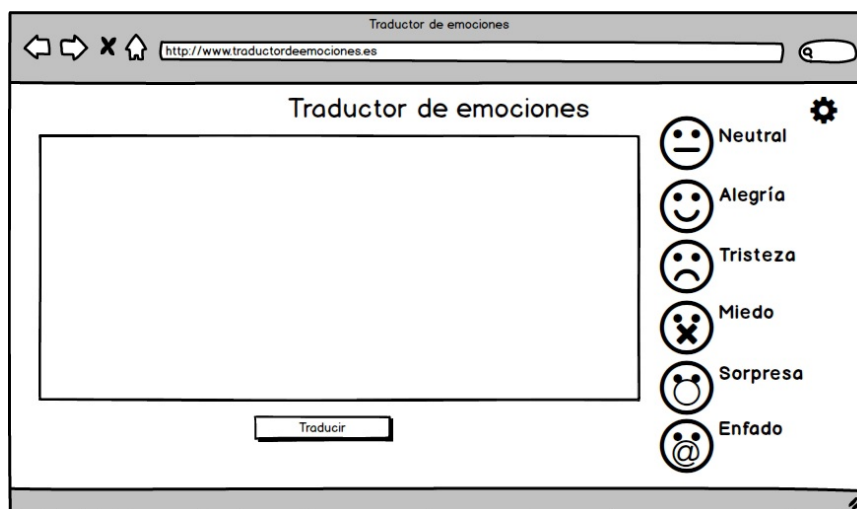 Traductor de emociones
http://www.traductordeemociones.es
Traductor de emociones
Neutral
Alegría
Tristeza
Miedo
Sorpresa
Enfado
@
Traducir